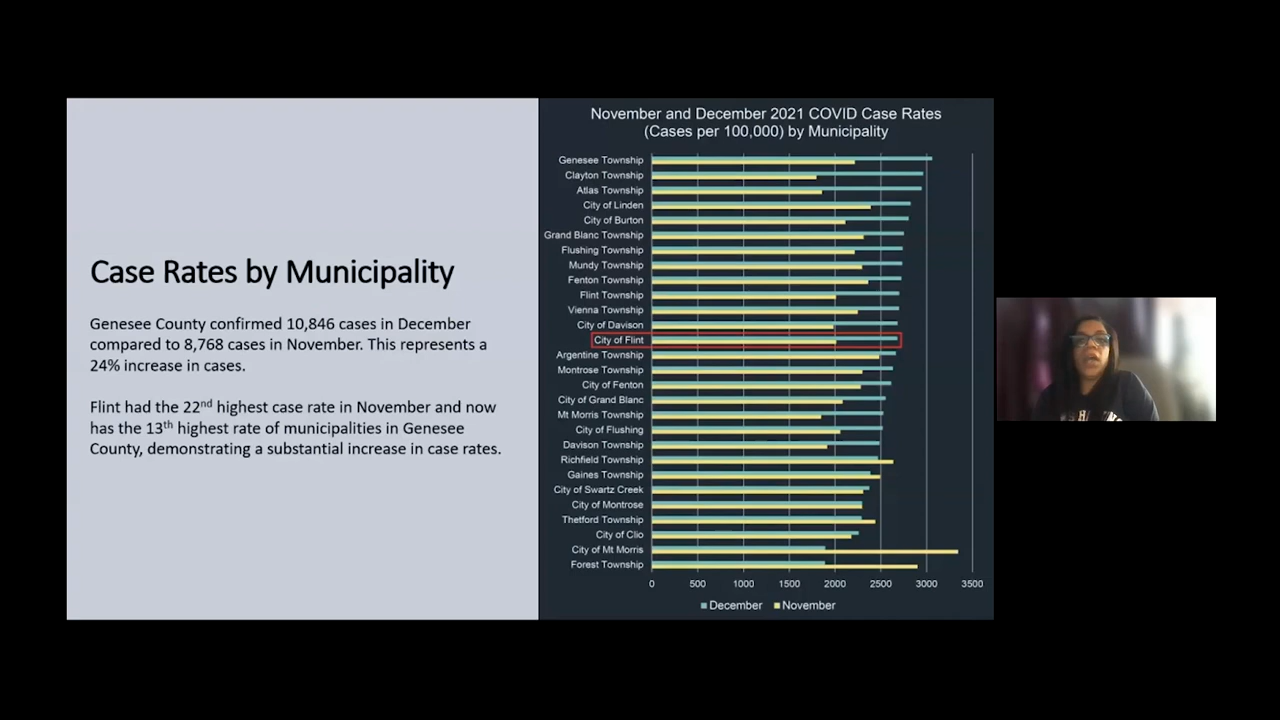 Case Rates by Municipality
Genesee County confirmed 10,846 cases in December
compared to 8,768 cases in November. This represents a
24% increase in cases.
Flint had the 22nd highest case rate in November and now
has the 13th highest rate of municipalities in Genesee
County, demonstrating a substantial increase in case rates.
November and December 2021 COVID Case Rates
(Cases per 100,000) by Municipality
Genesee Township
Clayton Township
Atlas Township
City of Linden
City of Burton
Grand Blanc Township
Flushing Township
Mundy Township
Fenton Township
Flint Township
Vienna Township
City of Davison
City of Flint
Argentine Township
Montrose Township
City of Fenton
City of Grand Blanc
Mt Morris Township
City of Flushing
Davison Township
Richfield Township
Gaines Township
City of Swartz Creek
City of Montrose
Thetford Township
City of Clio
City of Mt Morris
Forest Township
0 500 1000 1500 2000 2500 3000 3500
December November